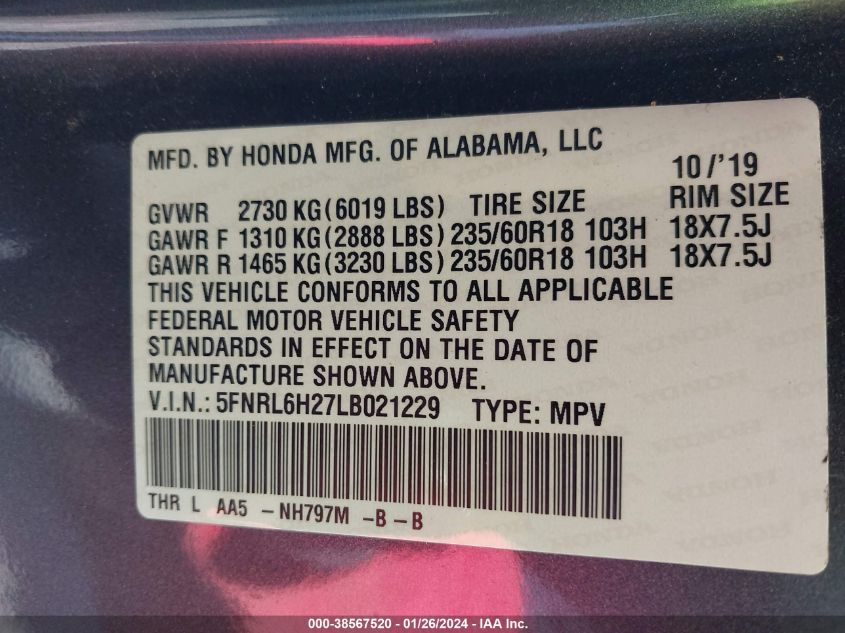 MFD. BY HONDA MFG. OF ALABAMA, LLC
10/'19
GVWR 2730 KG(6019 LBS) TIRE SIZE RIM SIZE
GAWR F 1310 KG(2888 LBS) 235/60R18 103H 18X7.5J
GAWR R 1465 KG(3230 LBS) 235/60R18 103H 18X7.5J
THIS VEHICLE CONFORMS TO ALL APPLICABLE
FEDERAL MOTOR VEHICLE SAFETY
STANDARDS IN EFFECT ON THE DATE OF
MANUFACTURE SHOWN ABOVE.
V.I.N.: 5FNRL6H27LB021229 TYPE: MPV
THR L AA5 -NH797M -B-B
000-38567520 | 01/26/2024 - IAA Inc.